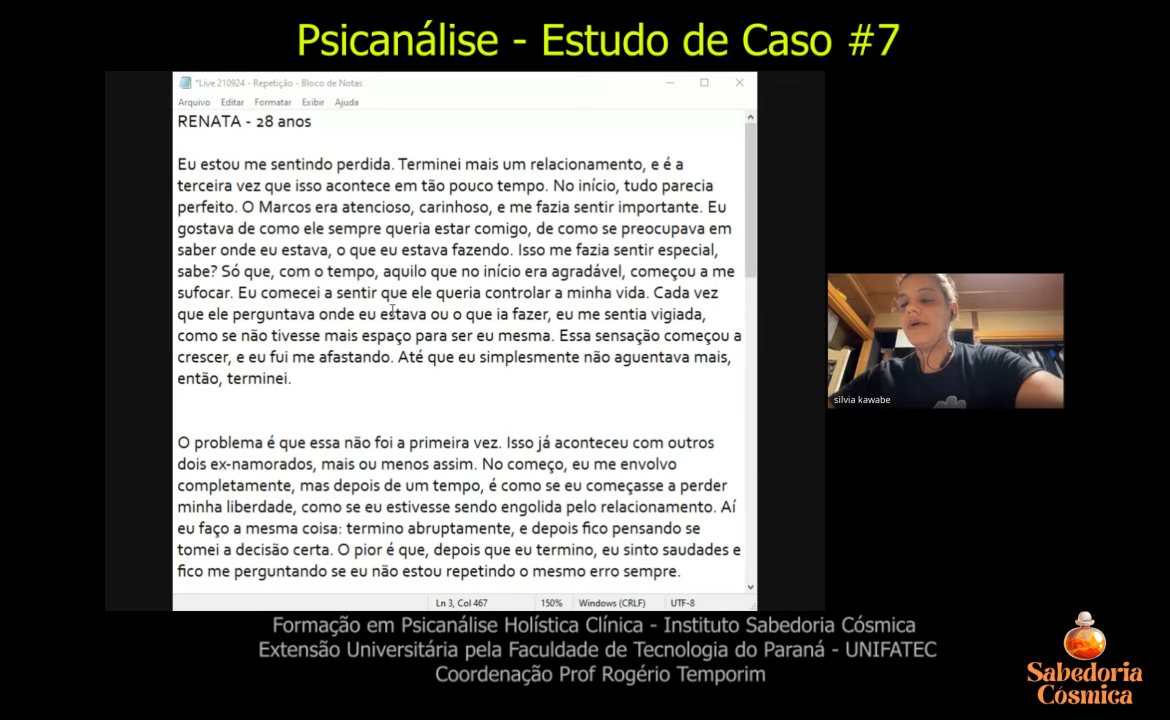 Psicanálise - Estudo de Caso #7
*Live 210924 - Repetição - Bloco de Notas
Arquivo Editar Formatar Exibir Ajuda
RENATA - 28 anos
Eu estou me sentindo perdida. Terminei mais um relacionamento, e é a
terceira vez que isso acontece em tão pouco tempo. No início, tudo parecia
perfeito. O Marcos era atencioso, carinhoso, e me fazia sentir importante. Eu
gostava de como ele sempre queria estar comigo, de como se preocupava em
saber onde eu estava, o que eu estava fazendo. Isso me fazia sentir especial,
sabe? Só que, com o tempo, aquilo que no início era agradável, começou a me
sufocar. Eu comecei a sentir que ele queria controlar a minha vida. Cada vez
que ele perguntava onde eu estava ou o que ia fazer, eu me sentia vigiada,
como se não tivesse mais espaço para ser eu mesma. Essa sensação começou a
crescer, e eu fui me afastando. Até que eu simplesmente não aguentava mais,
então, terminei.
O problema é que essa não foi a primeira vez. Isso já aconteceu com outros
dois ex-namorados, mais ou menos assim. No começo, eu me envolvo
completamente, mas depois de um tempo, é como se eu começasse a perder
minha liberdade, como se eu estivesse sendo engolida pelo relacionamento. Aí
eu faço a mesma coisa: termino abruptamente, e depois fico pensando se
tomei a decisão certa. O pior é que, depois que eu termino, eu sinto saudades e
fico me perguntando se eu não estou repetindo o mesmo erro sempre.
Ln 3, Col 467 150% Windows (CRLF) UTF-8
silvia kawabe
Formação em Psicanálise Holística Clínica - Instituto Sabedoria Cósmica
Extensão Universitária pela Faculdade de Tecnologia do Paraná - UNIFATEC
Coordenação Prof Rogério Temporim
Sabedoria
Cósmica